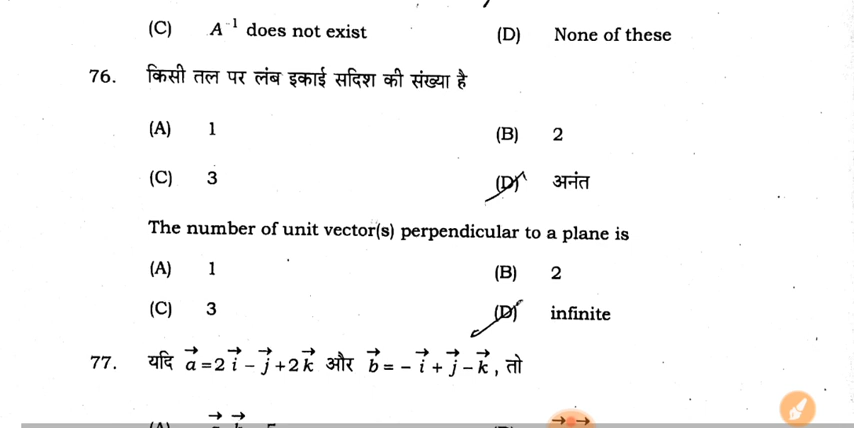 (C) A⁻¹ does not exist (D) None of these
76. किसी तल पर लंब इकाई सदिश की संख्या है
(A) 1 (B) 2
(C) 3 (D) अनंत
The number of unit vector(s) perpendicular to a plane is
(A) 1 (B) 2
(C) 3 (D) infinite
77. यदि a⃗ = 2i⃗ − j⃗ + 2k⃗ और b⃗ = − i⃗ + j⃗ − k⃗ , तो